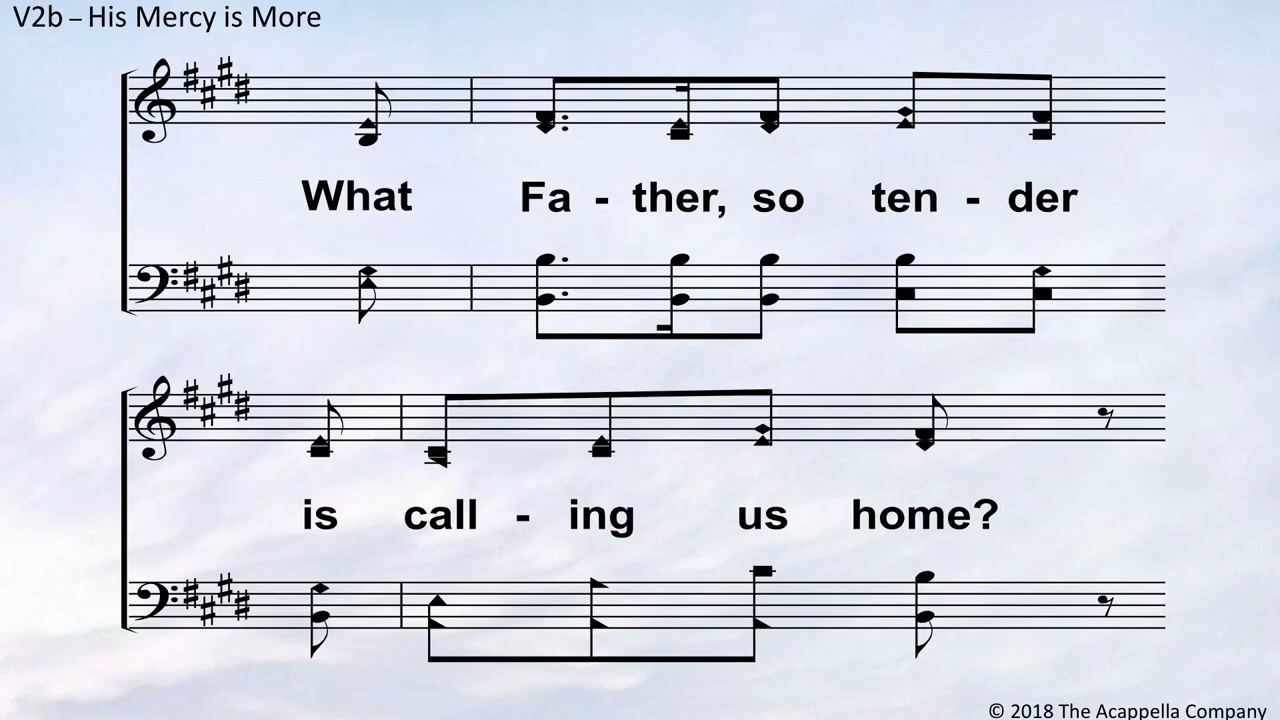 V2b – His Mercy is More
What Fa - ther, so ten - der
is call - ing us home?
© 2018 The Acappella Company